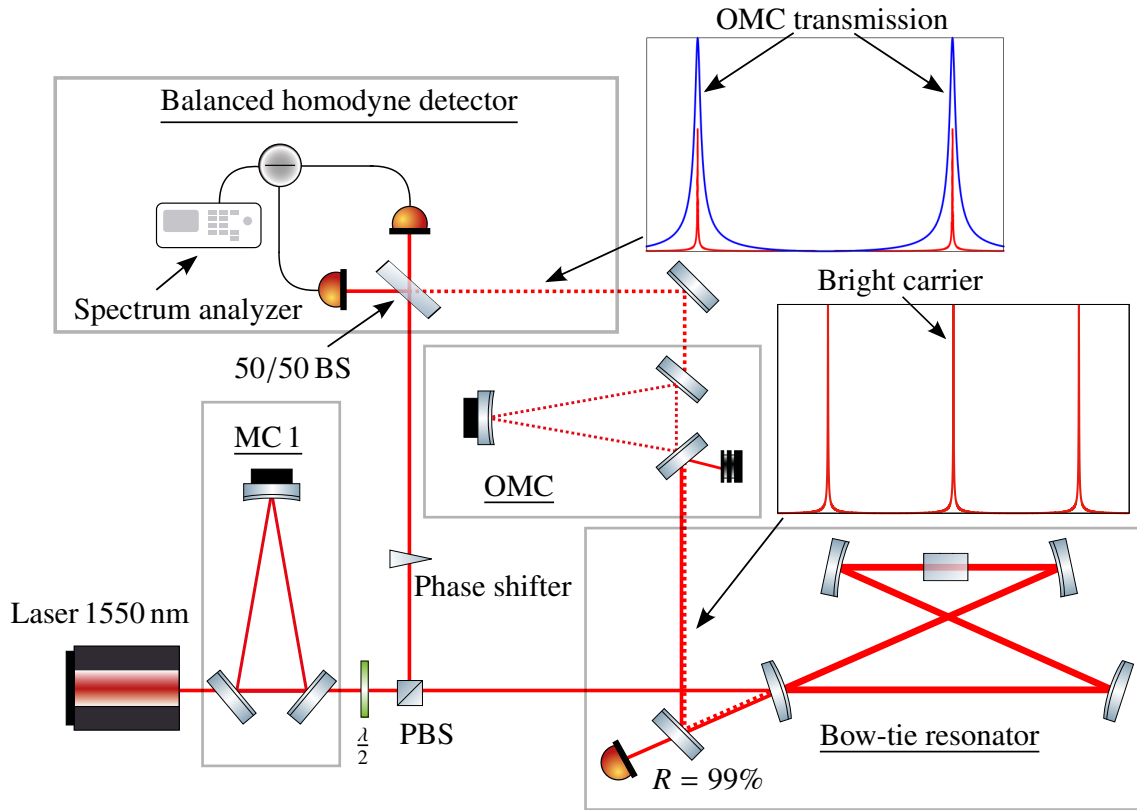 OMC transmission
Balanced homodyne detector
Spectrum analyzer
50/50 BS
Bright carrier
MC 1
OMC
Phase shifter
Laser 1550 nm
λ/2
PBS
R = 99%
Bow-tie resonator